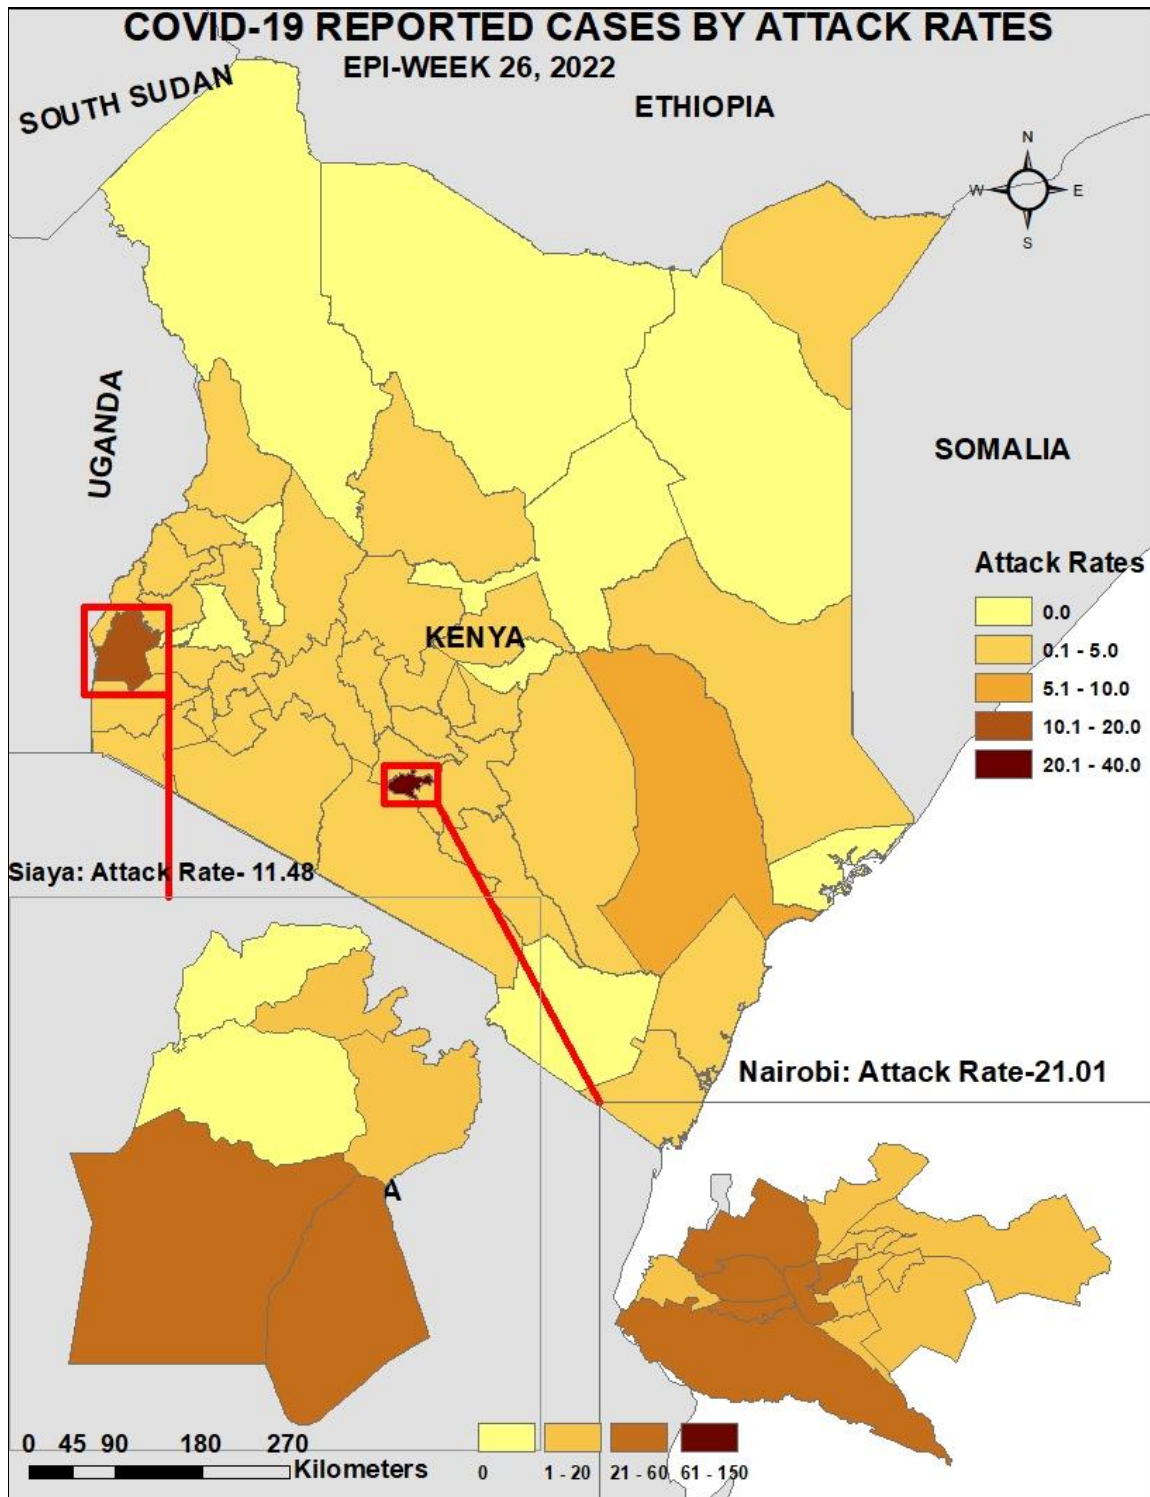 COVID-19 REPORTED CASES BY ATTACK RATES
EPI-WEEK 26, 2022
SOUTH SUDAN
ETHIOPIA
N
W
E
S
UGANDA
SOMALIA
Attack Rates
0.0
0.1 - 5.0
5.1 - 10.0
10.1 - 20.0
20.1 - 40.0
KENYA
Siaya: Attack Rate- 11.48
Nairobi: Attack Rate-21.01
A
0 45 90 180 270
Kilometers
0 1 - 20 21 - 60 61 - 150